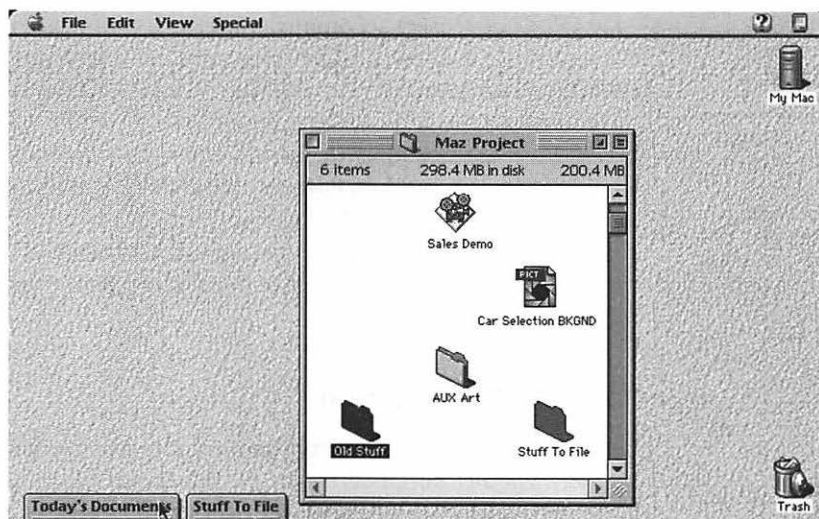 File Edit View Special
My Mac
Maz Project
6 items 298.4 MB in disk 200.4 MB
Sales Demo
PICT
Car Selection BKGND
AUX Art
Old Stuff
Stuff To File
Today's Documents Stuff To File
Trash